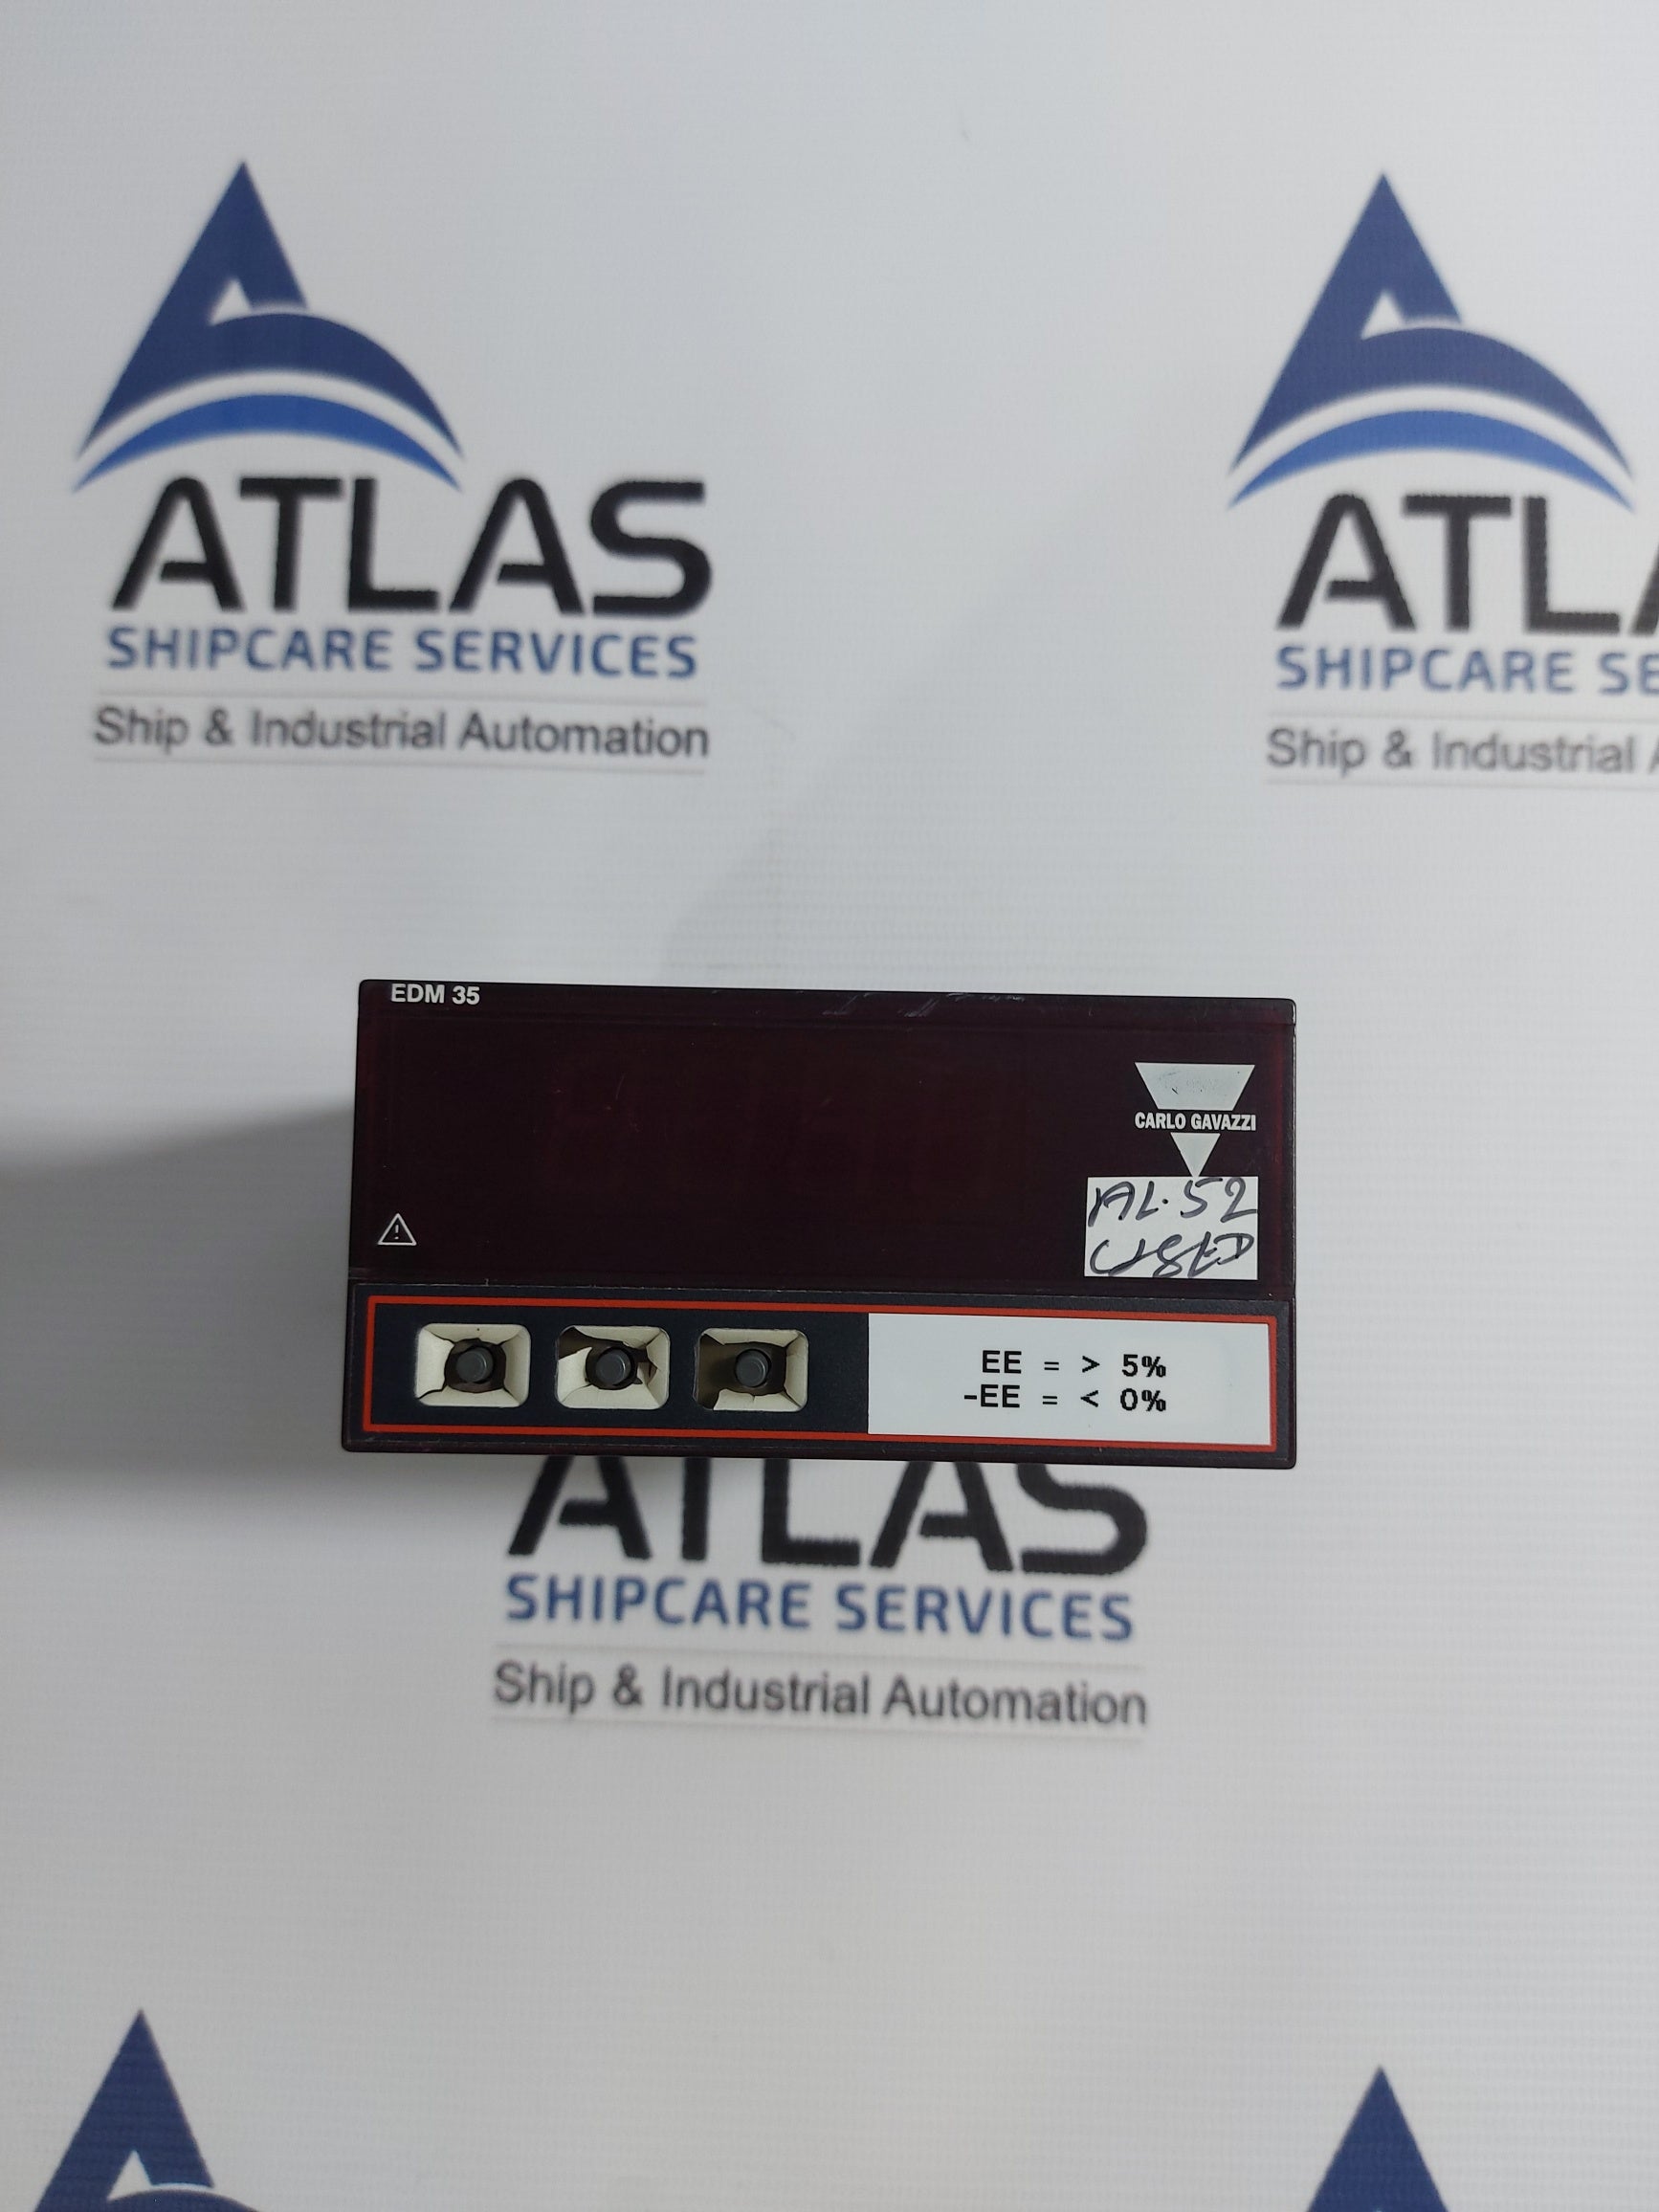 ATLAS
SHIPCARE SERVICES
Ship & Industrial Automation
ATLA
SHIPCARE SE
Ship & Industrial A
EDM 35
CARLO GAVAZZI
AL.52
USED
EE = > 5%
-EE = < 0%
ATLAS
SHIPCARE SERVICES
Ship & Industrial Automation